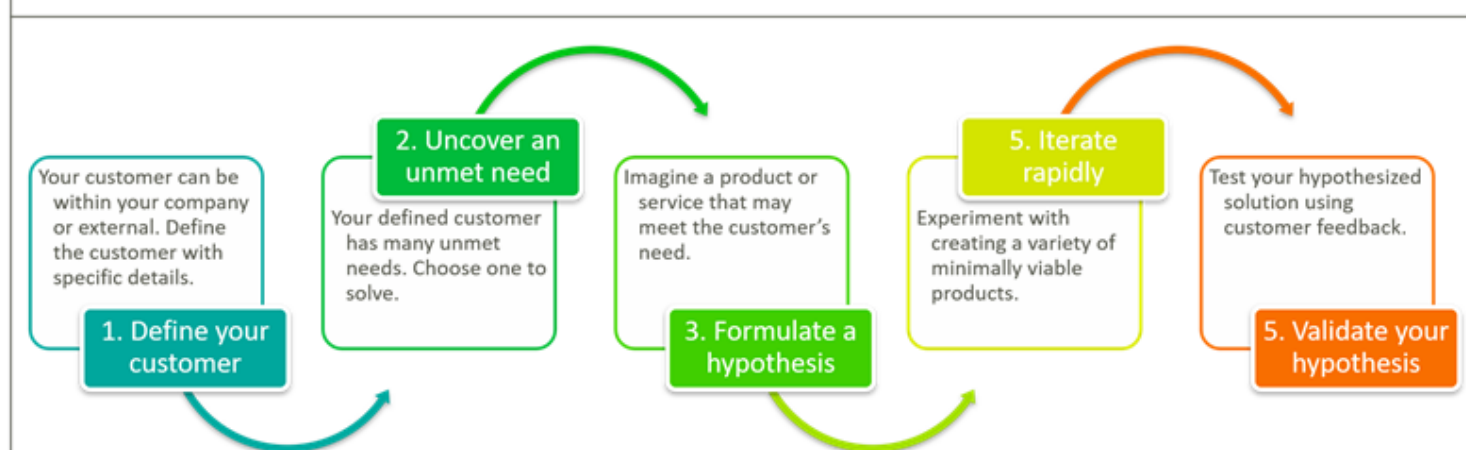 Your customer can be
within your company
or external. Define
the customer with
specific details.
1. Define your
customer
2. Uncover an
unmet need
Your defined customer
has many unmet
needs. Choose one to
solve.
Imagine a product or
service that may
meet the customer's
need.
3. Formulate a
hypothesis
5. Iterate
rapidly
Experiment with
creating a variety of
minimally viable
products.
Test your hypothesized
solution using
customer feedback.
5. Validate your
hypothesis